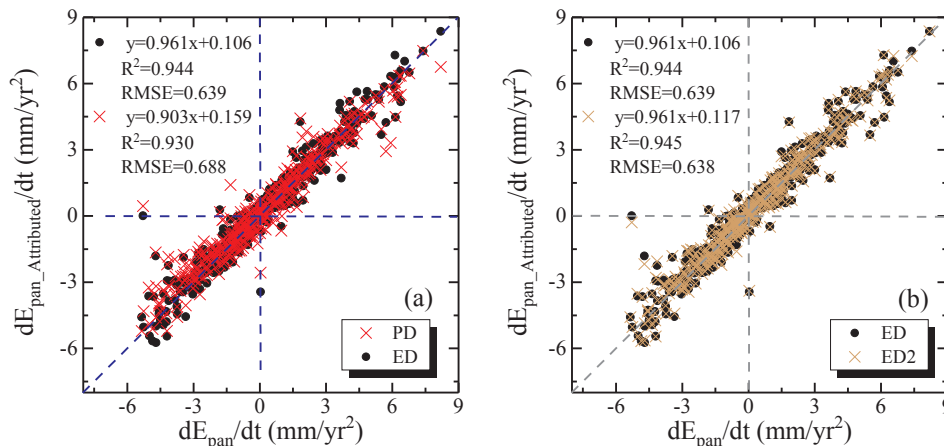 9
6
3
0
-3
-6
dE_pan_Attributed/dt (mm/yr²)
y=0.961x+0.106
R²=0.944
RMSE=0.639
y=0.903x+0.159
R²=0.930
RMSE=0.688
(a)
PD
ED
-6 -3 0 3 6 9
dE_pan/dt (mm/yr²)
9
6
3
0
-3
-6
dE_pan_Attributed/dt (mm/yr²)
y=0.961x+0.106
R²=0.944
RMSE=0.639
y=0.961x+0.117
R²=0.945
RMSE=0.638
(b)
ED
ED2
-6 -3 0 3 6 9
dE_pan/dt (mm/yr²)